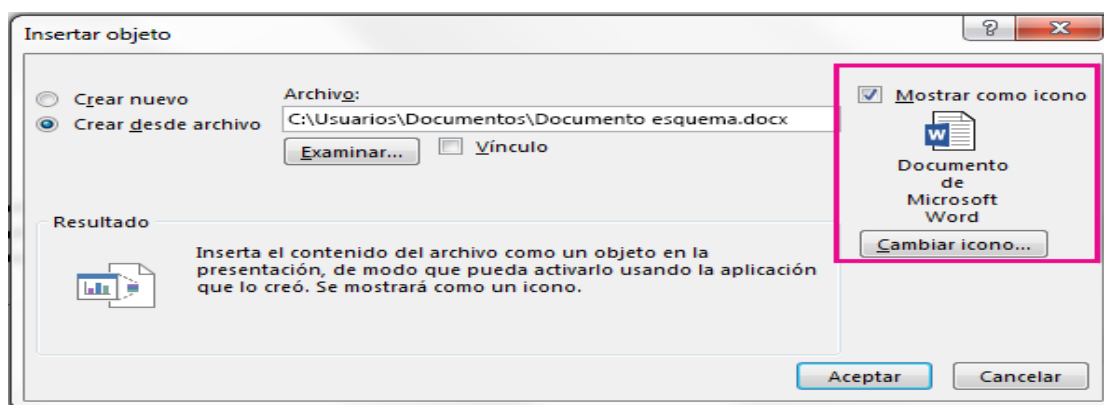 Insertar objeto
Crear nuevo
Crear desde archivo
Archivo:
C:\Usuarios\Documentos\Documento esquema.docx
Examinar...
Vínculo
Mostrar como icono
W
Documento
de
Microsoft
Word
Cambiar icono...
Resultado
Inserta el contenido del archivo como un objeto en la
presentación, de modo que pueda activarlo usando la aplicación
que lo creó. Se mostrará como un icono.
Aceptar
Cancelar